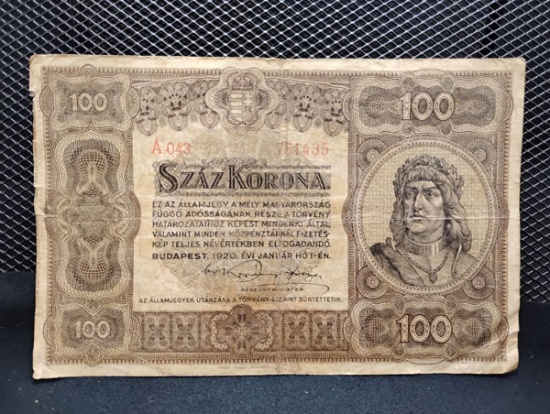 100 100
A 043
SZÁZ KORONA
EZ AZ ÁLLAMJEGY A MELY MAGYARORSZÁG
FÜGGŐ ADÓSSÁGÁNAK RÉSZE A TÖRVÉNY
HATÁROZATAIHOZ KÉPEST MINDENKI ÁLTAL
VALAMINT MINDEN KÖZPÉNZTÁRNÁL FIZETÉS-
KÉP TELJES NÉVÉRTÉKBEN ELFOGADANDÓ.
BUDAPEST, 1920. ÉVI JANUÁR HÓ 1-ÉN.
PÉNZÜGYMINISTER
AZ ÁLLAMJEGYEK UTÁNZÁSA A TÖRVÉNY SZERINT BÜNTETTETIK.
100 100